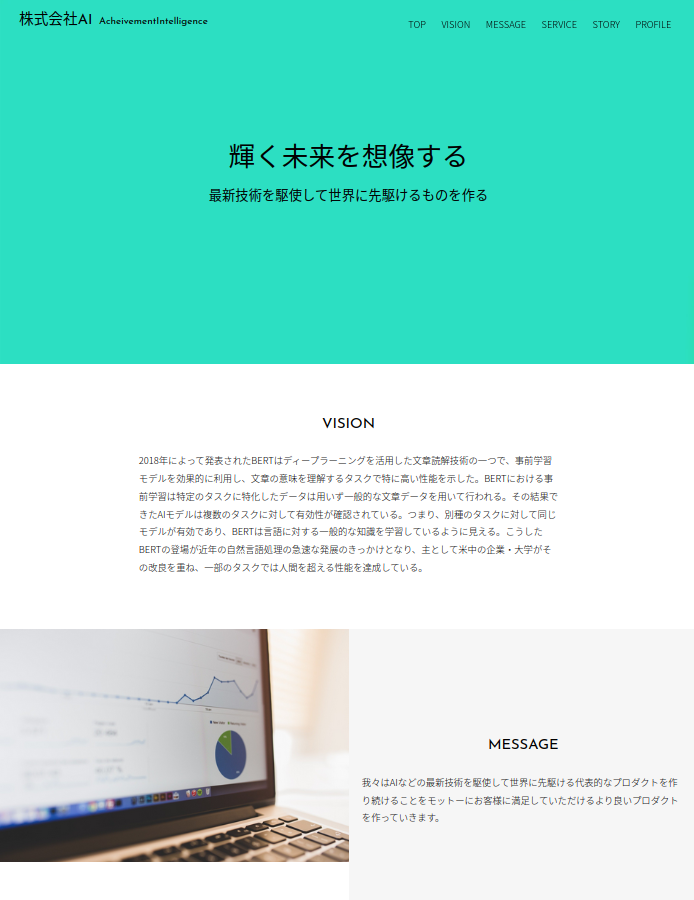 株式会社AI AcheivementIntelligence
TOP VISION MESSAGE SERVICE STORY PROFILE
輝く未来を想像する
最新技術を駆使して世界に先駆けるものを作る
VISION
2018年によって発表されたBERTはディープラーニングを活用した文章読解技術の一つで、事前学習
モデルを効果的に利用し、文章の意味を理解するタスクで特に高い性能を示した。BERTにおける事
前学習は特定のタスクに特化したデータは用いず一般的な文章データを用いて行われる。その結果で
きたAIモデルは複数のタスクに対して有効性が確認されている。つまり、別種のタスクに対して同じ
モデルが有効であり、BERTは言語に対する一般的な知識を学習しているように見える。こうした
BERTの登場が近年の自然言語処理の急速な発展のきっかけとなり、主として米中の企業・大学がそ
の改良を重ね、一部のタスクでは人間を超える性能を達成している。
MESSAGE
我々はAIなどの最新技術を駆使して世界に先駆ける代表的なプロダクトを作
り続けることをモットーにお客様に満足していただけるより良いプロダクト
を作っていきます。